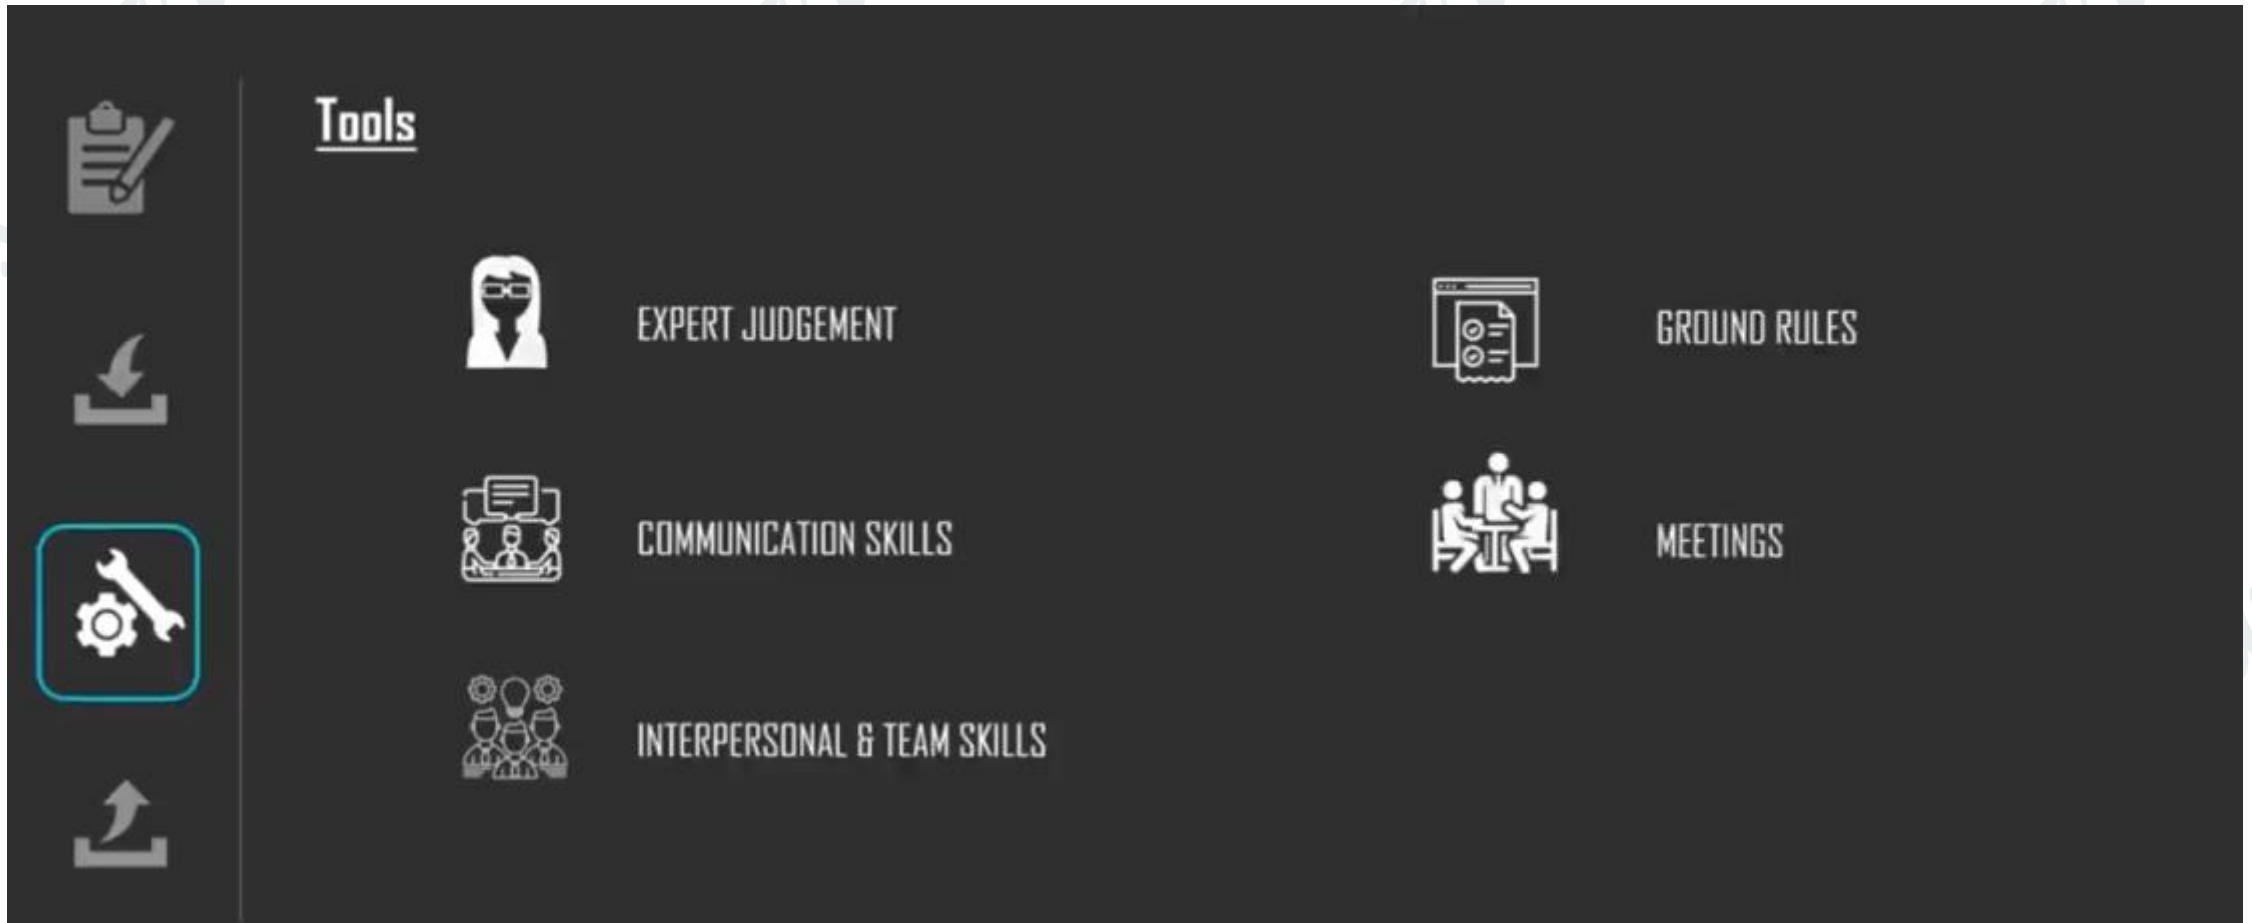 Tools
EXPERT JUDGEMENT
COMMUNICATION SKILLS
INTERPERSONAL & TEAM SKILLS
GROUND RULES
MEETINGS